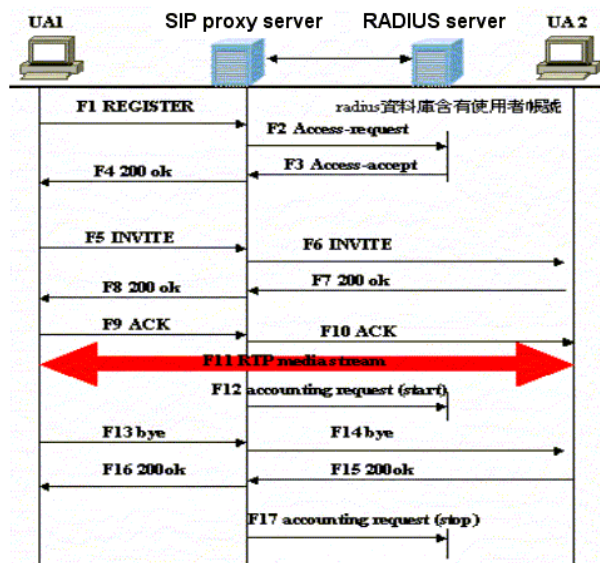 UA1
SIP proxy server
RADIUS server
UA 2
F1 REGISTER
radius資料庫含有使用者帳號
F2 Access-request
F3 Access-accept
F4 200 ok
F5 INVITE
F6 INVITE
F7 200 ok
F8 200 ok
F9 ACK
F10 ACK
F11 RTP media stream
F12 accounting request (start)
F13 bye
F14 bye
F15 200ok
F16 200ok
F17 accounting request (stop)